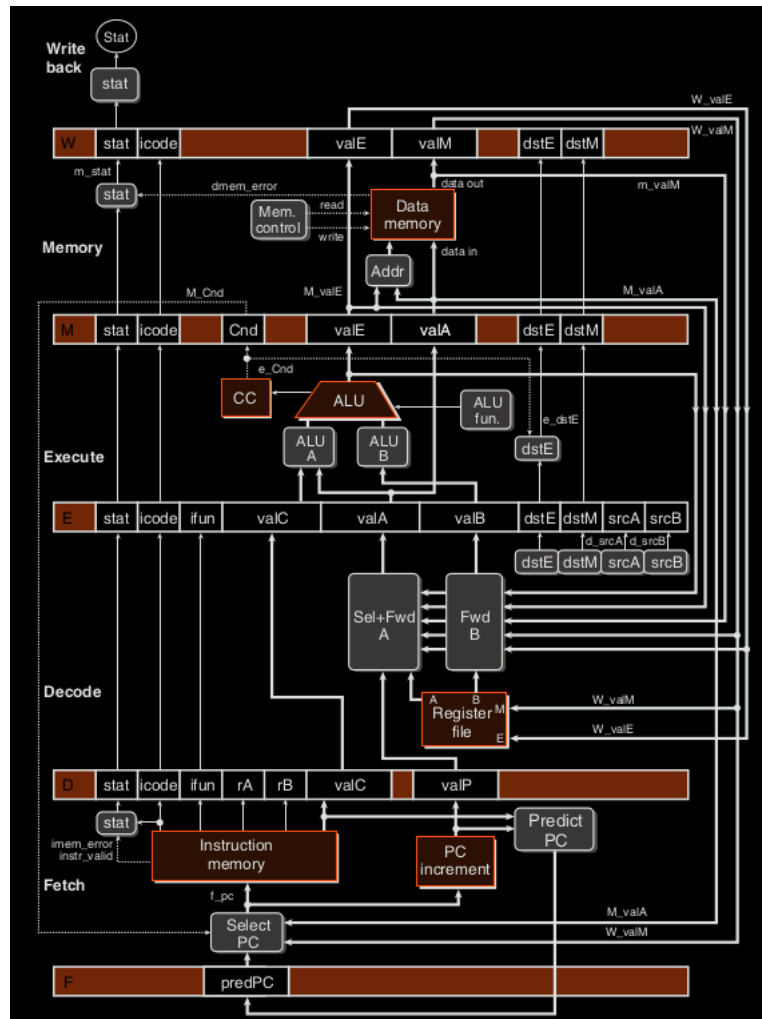 Stat
Write
back
stat
W_valE
W_valM
W
stat
icode
valE
valM
dstE
dstM
m_stat
stat
dmem_error
data out
m_valM
Mem.
control
read
write
Data
memory
Memory
data in
Addr
M_Cnd
M_valE
M_valA
M
stat
icode
Cnd
valE
valA
dstE
dstM
e_Cnd
CC
ALU
ALU
fun.
e_dstE
ALU
A
ALU
B
dstE
Execute
E
stat
icode
ifun
valC
valA
valB
dstE
dstM
srcA
srcB
d_srcA
d_srcB
dstE
dstM
srcA
srcB
Sel+Fwd
A
Fwd
B
Decode
A
B
M
Register
file
E
W_valM
W_valE
D
stat
icode
ifun
rA
rB
valC
valP
stat
Predict
PC
imem_error
instr_valid
Instruction
memory
PC
increment
Fetch
f_pc
M_valA
Select
PC
W_valM
F
predPC